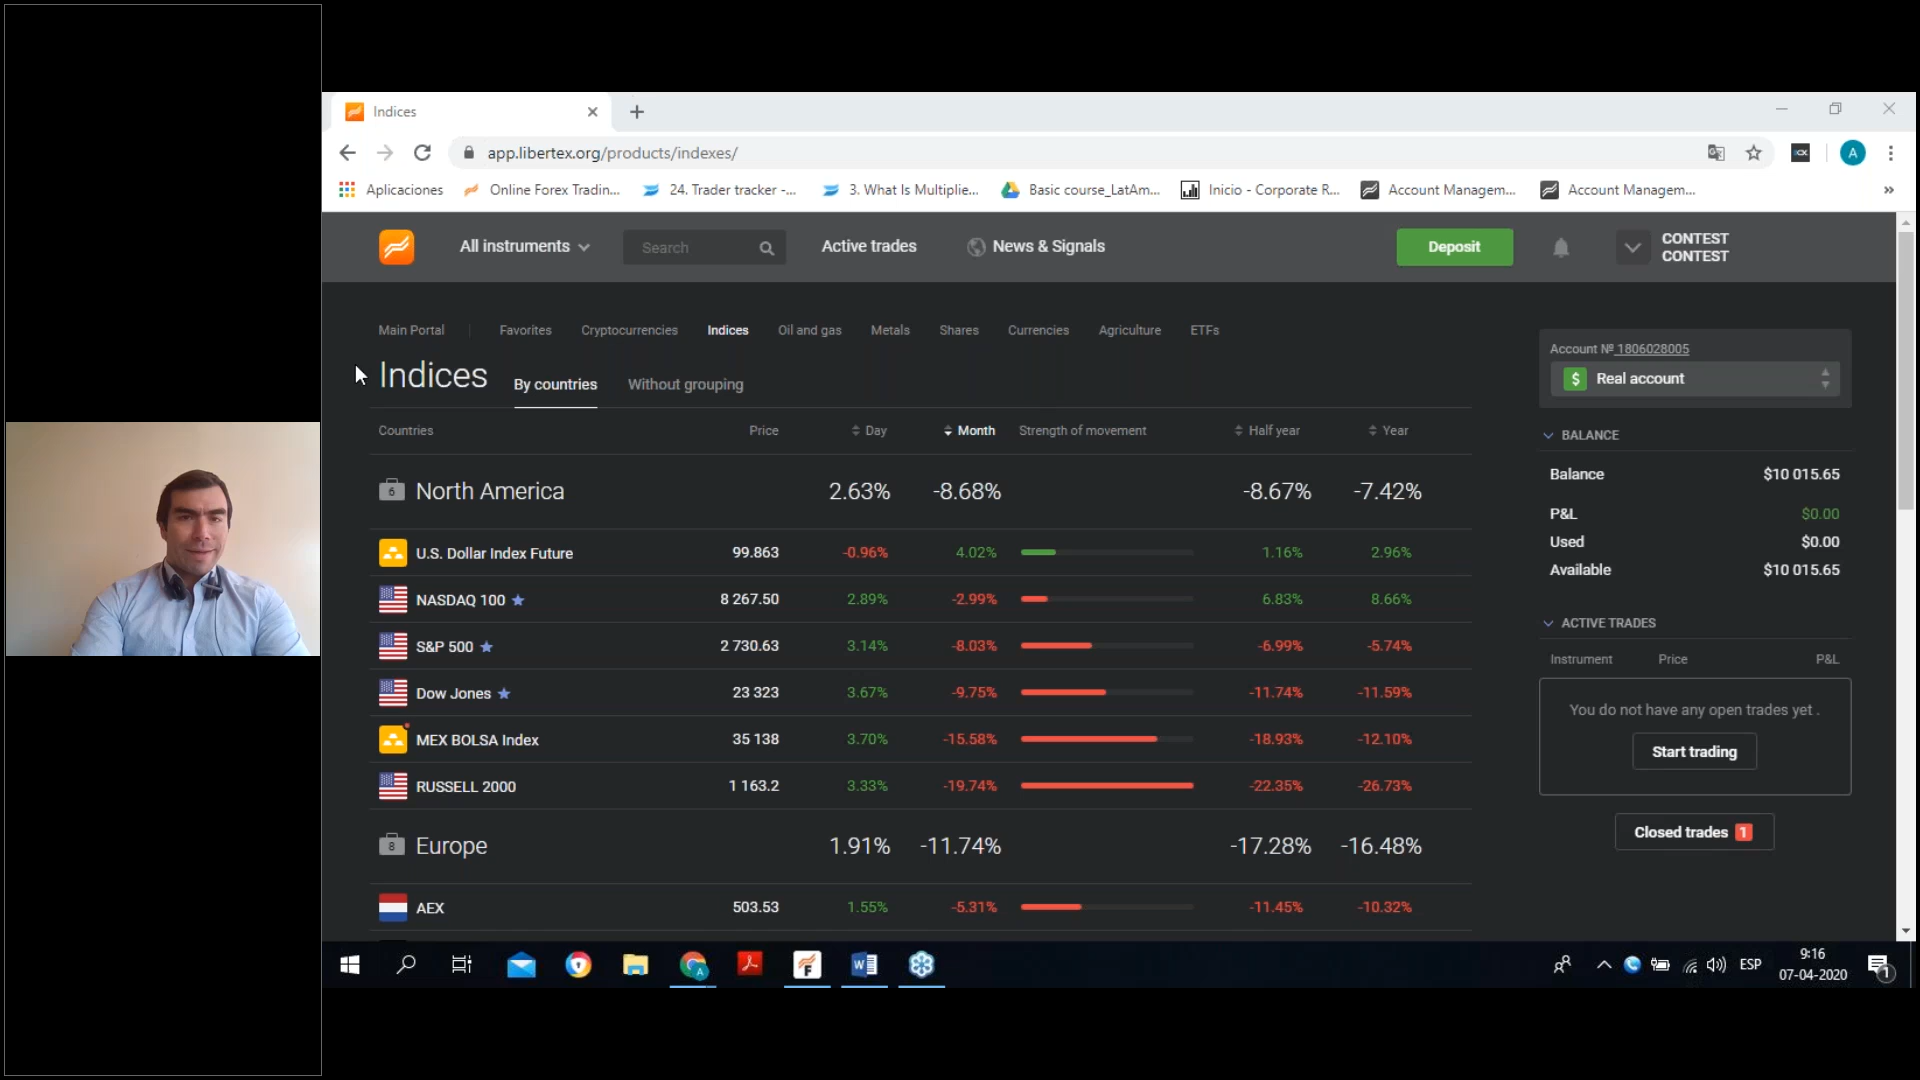 Indices
app.libertex.org/products/indexes/
A
Aplicaciones
Online Forex Tradin...
24. Trader tracker -...
3. What Is Multiplie...
Basic course_LatAm...
Inicio - Corporate R...
Account Managem...
Account Managem...
»
All instruments
Search
Active trades
News & Signals
Deposit
CONTEST
CONTEST
Main Portal
Favorites
Cryptocurrencies
Indices
Oil and gas
Metals
Shares
Currencies
Agriculture
ETFs
Indices
By countries
Without grouping
Countries Price Day Month Strength of movement Half year Year
6 North America 2.63% -8.68% -8.67% -7.42%
U.S. Dollar Index Future 99.863 -0.96% 4.02% 1.16% 2.96%
NASDAQ 100 8 267.50 2.89% -2.99% 6.83% 8.66%
S&P 500 2 730.63 3.14% -8.03% -6.99% -5.74%
Dow Jones 23 323 3.67% -9.75% -11.74% -11.59%
MEX BOLSA Index 35 138 3.70% -15.58% -18.93% -12.10%
RUSSELL 2000 1 163.2 3.33% -19.74% -22.35% -26.73%
8 Europe 1.91% -11.74% -17.28% -16.48%
AEX 503.53 1.55% -5.31% -11.45% -10.32%
Account Nº 1806028005
$ Real account
BALANCE
Balance $10 015.65
P&L $0.00
Used $0.00
Available $10 015.65
ACTIVE TRADES
Instrument Price P&L
You do not have any open trades yet .
Start trading
Closed trades 1
ESP
9:16
07-04-2020
1